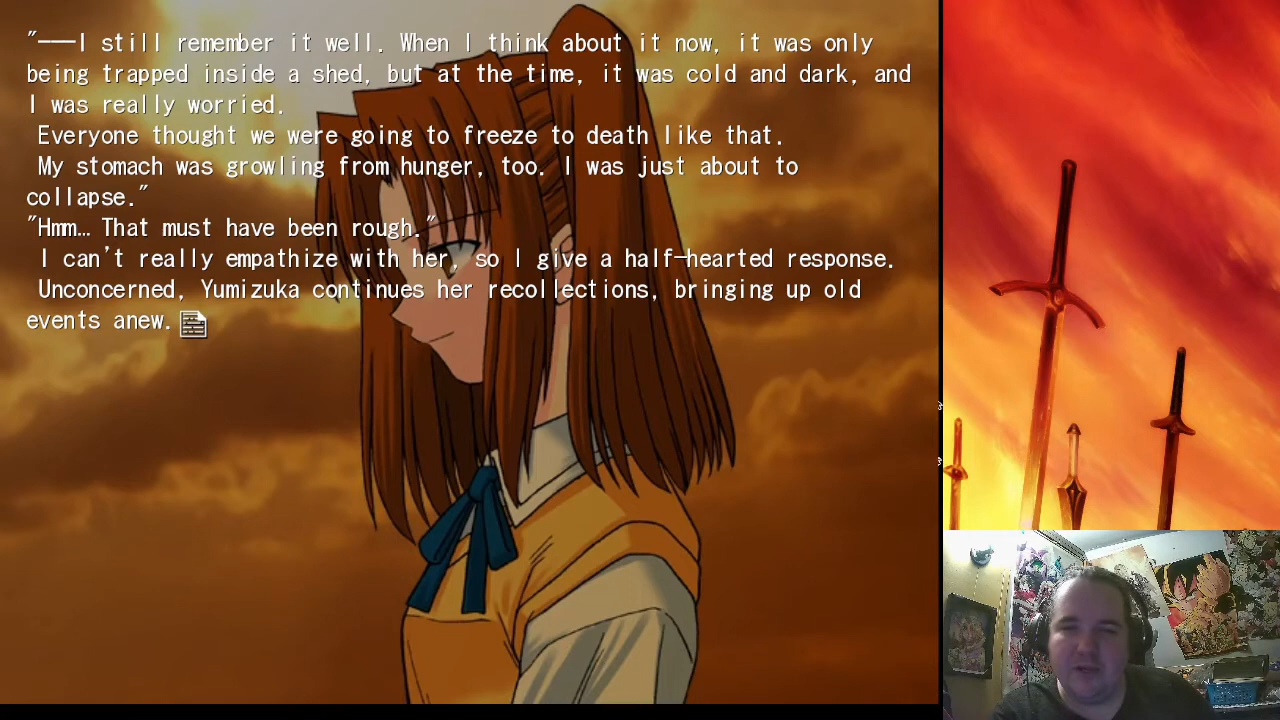 "———I still remember it well. When I think about it now, it was only
being trapped inside a shed, but at the time, it was cold and dark, and
I was really worried.
Everyone thought we were going to freeze to death like that.
My stomach was growling from hunger, too. I was just about to
collapse."
"Hmm… That must have been rough."
I can't really empathize with her, so I give a half-hearted response.
Unconcerned, Yumizuka continues her recollections, bringing up old
events anew.